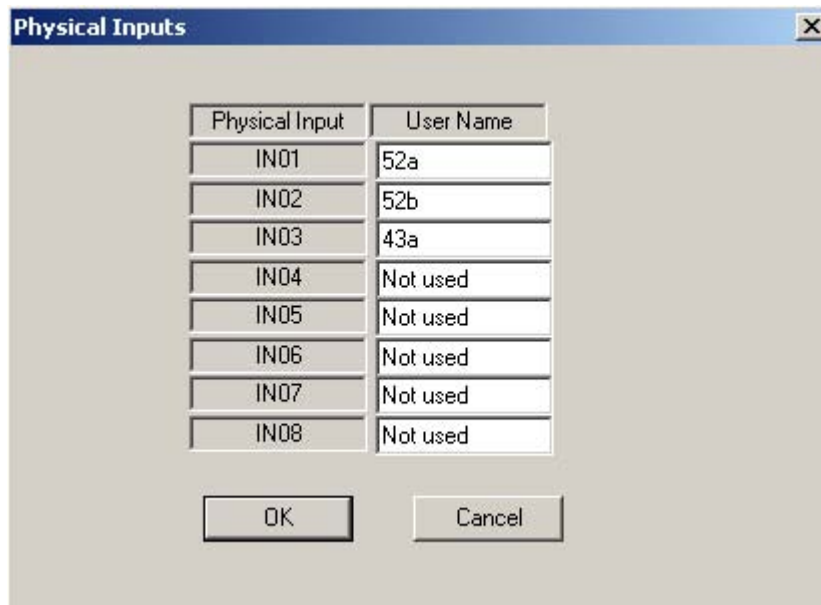 Physical Inputs
Physical Input User Name
IN01 52a
IN02 52b
IN03 43a
IN04 Not used
IN05 Not used
IN06 Not used
IN07 Not used
IN08 Not used
OK Cancel